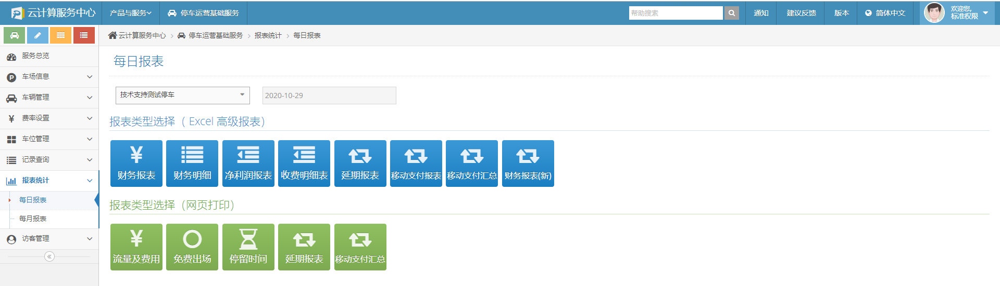 云计算服务中心
产品与服务
停车运营基础服务
帮助搜索
通知
建议反馈
版本
简体中文
欢迎您,
标准权限
云计算服务中心 > 停车运营基础服务 > 报表统计 > 每日报表
服务总览
车场信息
车辆管理
费率设置
车位管理
记录查询
报表统计
每日报表
每月报表
访客管理
每日报表
技术支持测试停车
2020-10-29
报表类型选择（ Excel 高级报表）
财务报表
财务明细
净利润报表
收费明细表
延期报表
移动支付报表
移动支付汇总
财务报表(新)
报表类型选择（网页打印）
流量及费用
免费出场
停留时间
延期报表
移动支付汇总